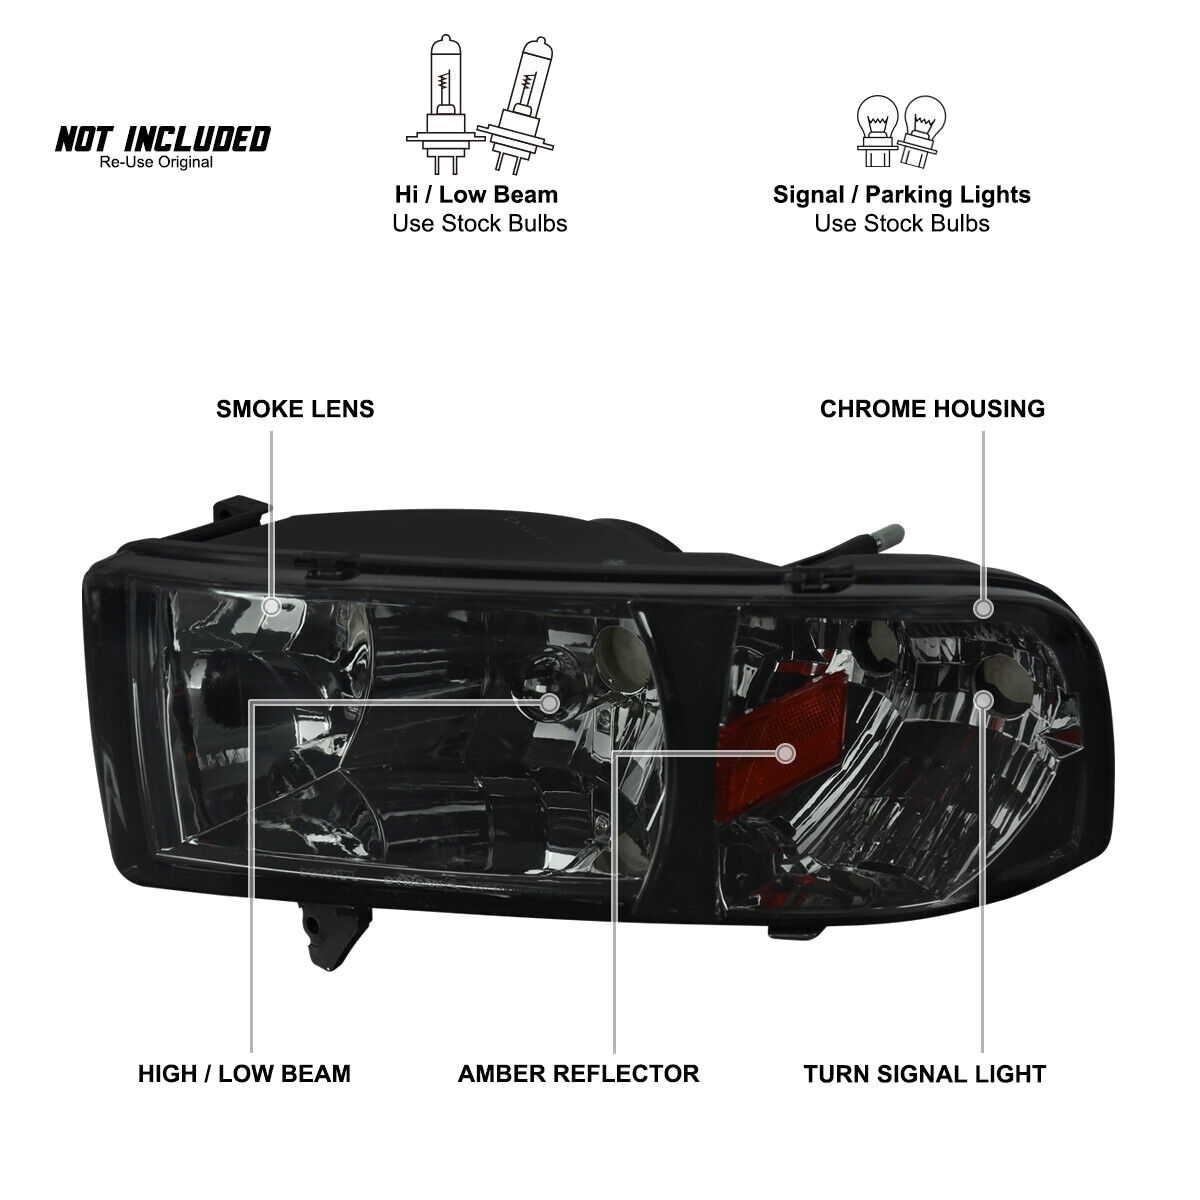 NOT INCLUDED
Re-Use Original
Hi / Low Beam
Use Stock Bulbs
Signal / Parking Lights
Use Stock Bulbs
SMOKE LENS
CHROME HOUSING
HIGH / LOW BEAM
AMBER REFLECTOR
TURN SIGNAL LIGHT